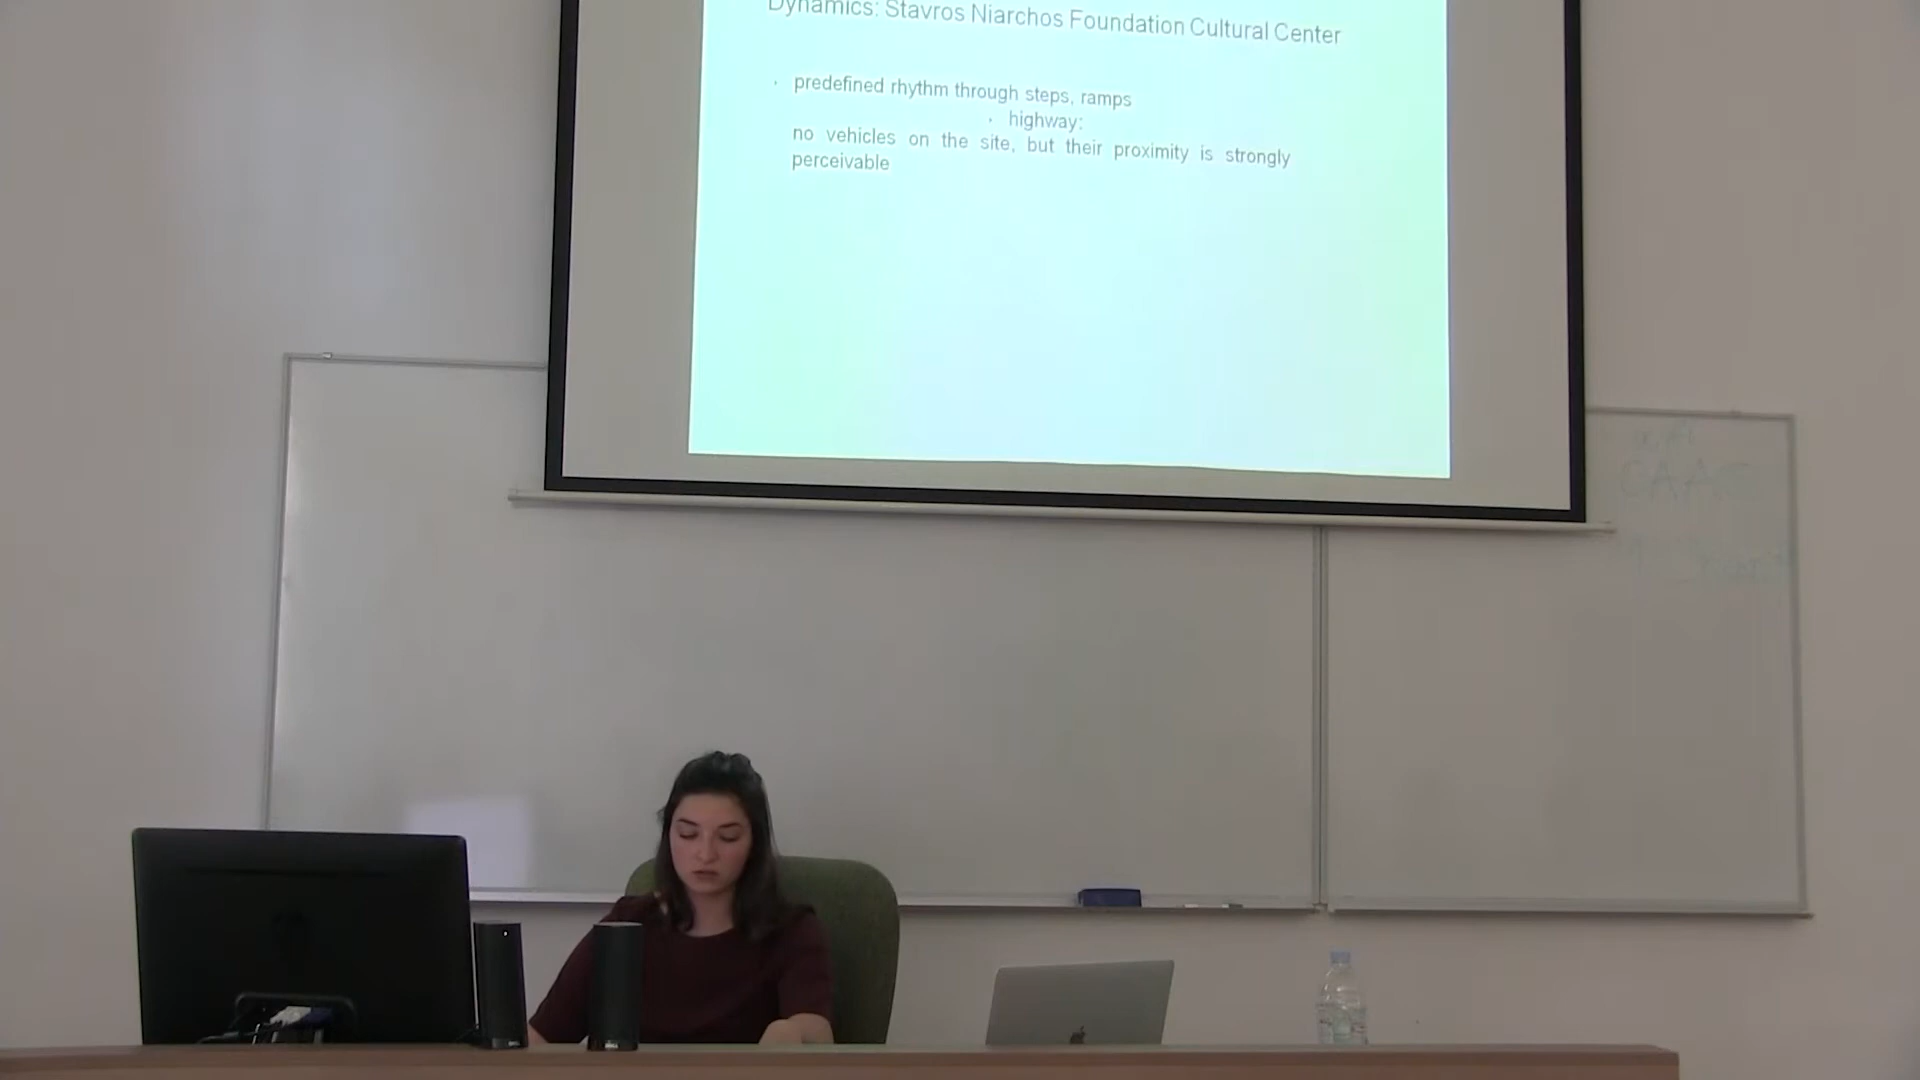 Dynamics: Stavros Niarchos Foundation Cultural Center
· predefined rhythm through steps, ramps
· highway:
no vehicles on the site, but their proximity is strongly
perceivable